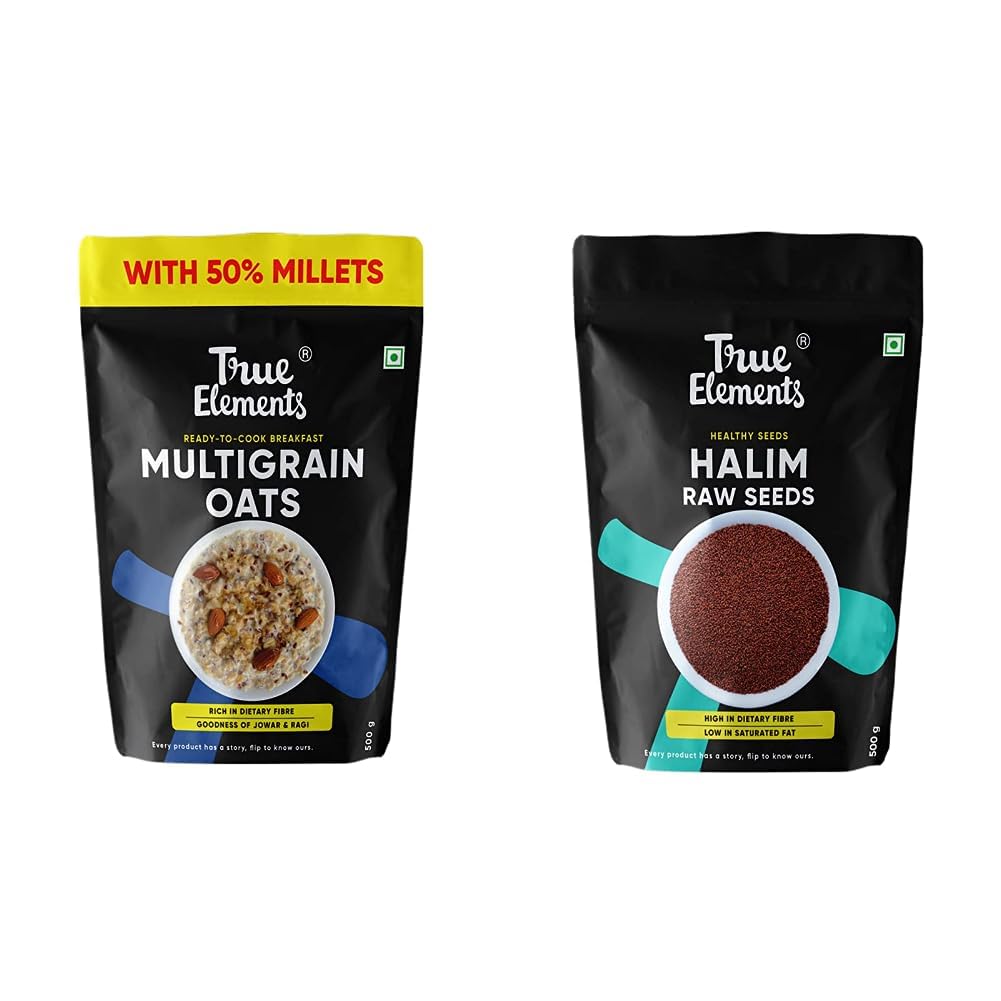 WITH 50% MILLETS
True ®
Elements
READY-TO-COOK BREAKFAST
MULTIGRAIN
OATS
RICH IN DIETARY FIBRE
GOODNESS OF JOWAR & RAGI
Every product has a story, flip to know ours.
500 g
True ®
Elements
HEALTHY SEEDS
HALIM
RAW SEEDS
HIGH IN DIETARY FIBRE
LOW IN SATURATED FAT
Every product has a story, flip to know ours.
500 g